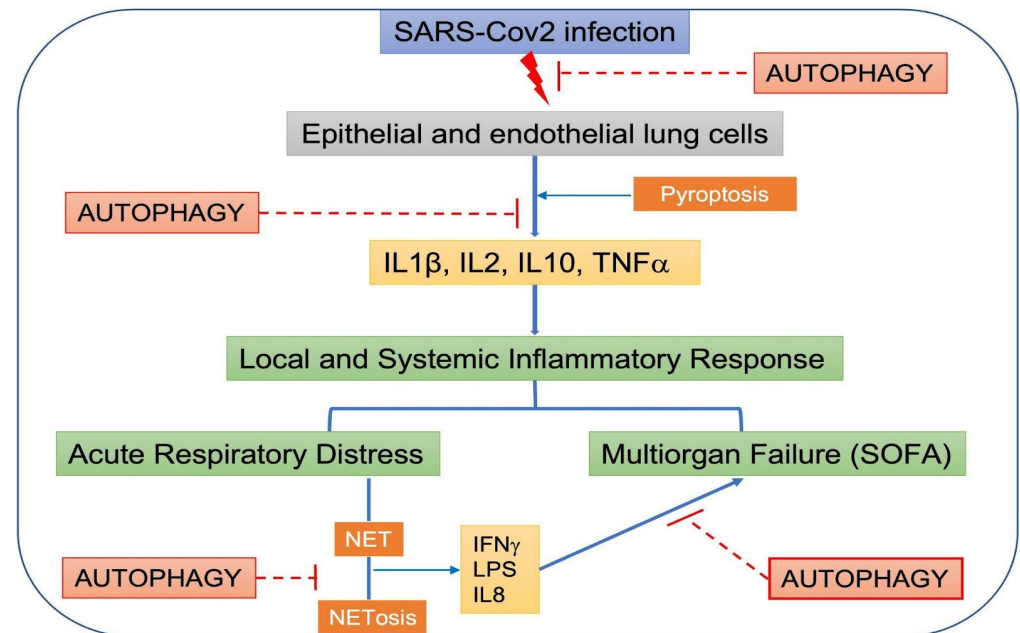 SARS-Cov2 infection
AUTOPHAGY
Epithelial and endothelial lung cells
Pyroptosis
AUTOPHAGY
IL1β, IL2, IL10, TNFα
Local and Systemic Inflammatory Response
Acute Respiratory Distress
Multiorgan Failure (SOFA)
NET
IFNγ
LPS
IL8
AUTOPHAGY
AUTOPHAGY
NETosis